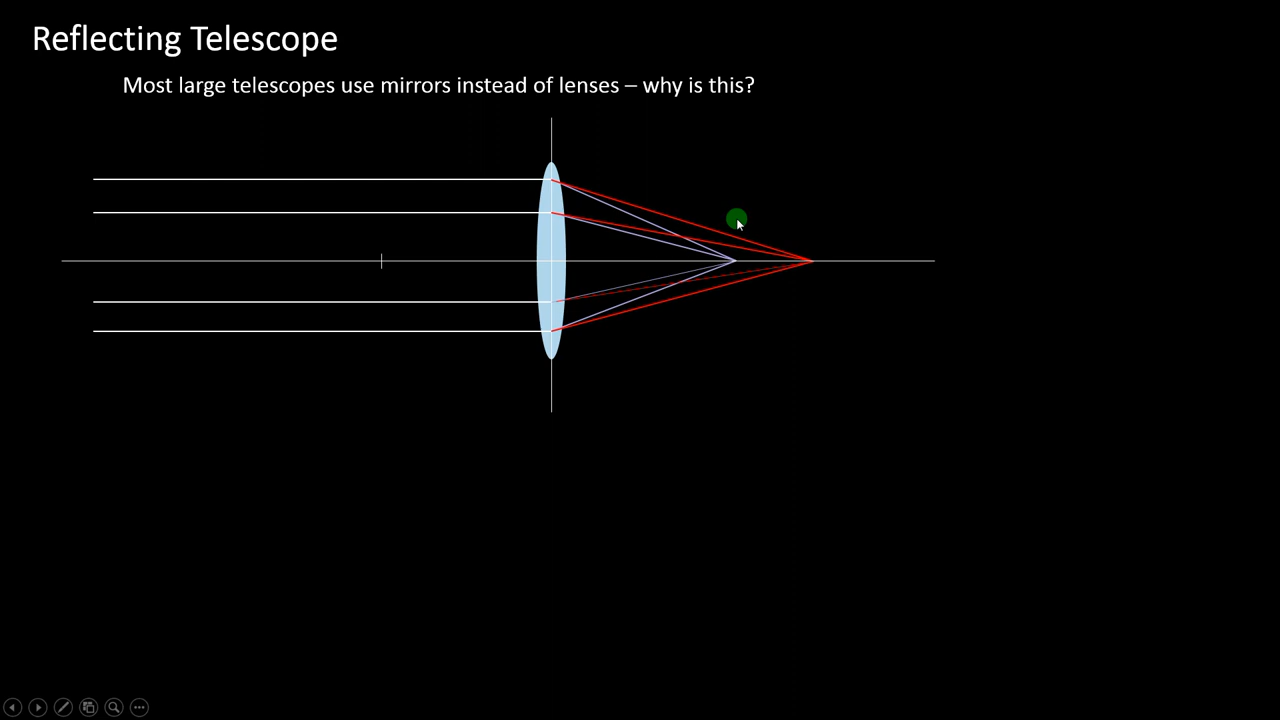 Reflecting Telescope
Most large telescopes use mirrors instead of lenses – why is this?